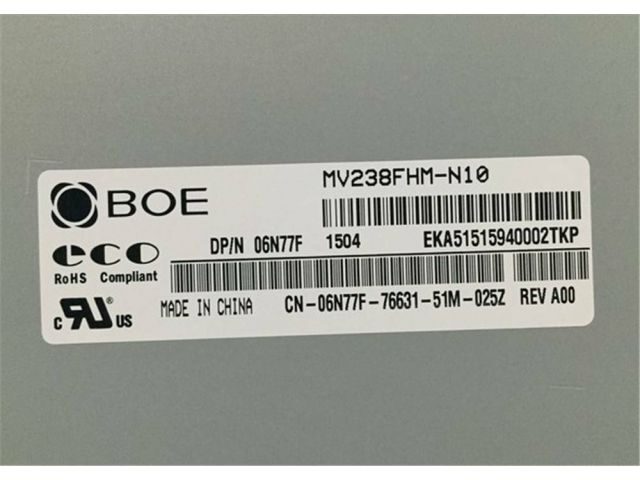 BOE
MV238FHM-N10
eco
DP/N 06N77F 1504 EKA51515940002TKP
RoHS Compliant
c RU® US
MADE IN CHINA CN-06N77F-76631-51M-025Z REV A00